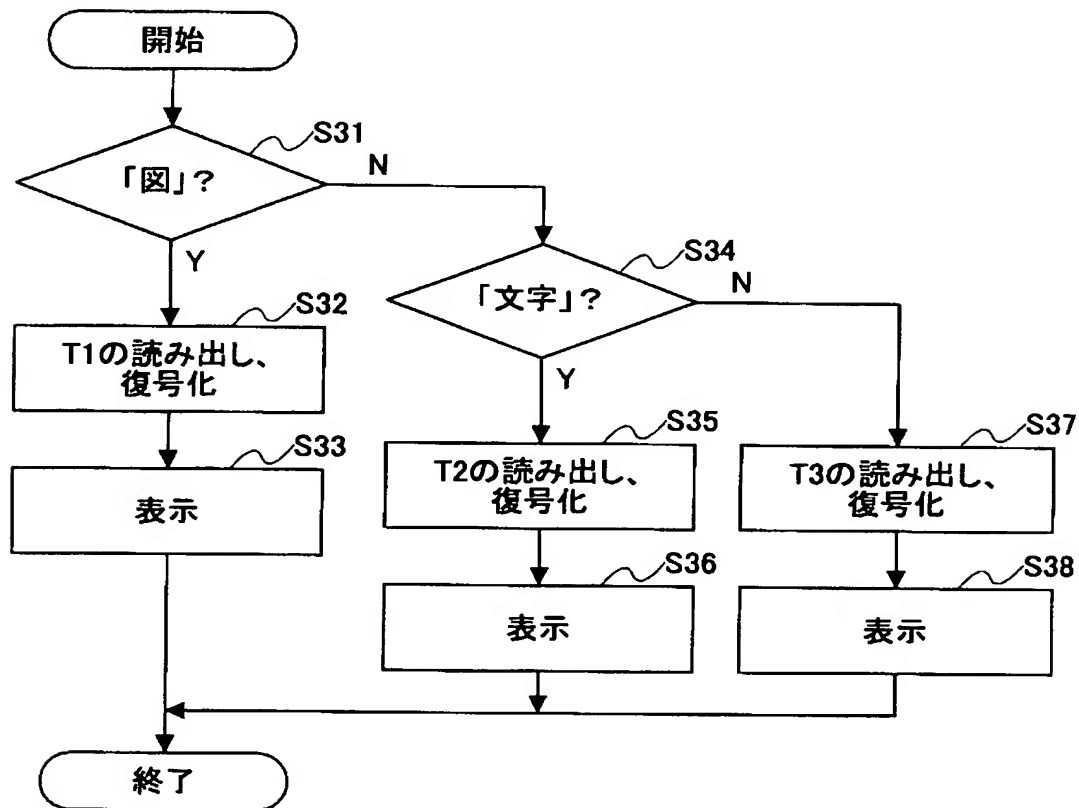 開始
S31
「図」?
N
Y
S34
「文字」?
N
Y
S32
T1の読み出し、
復号化
S33
表示
S35
T2の読み出し、
復号化
S36
表示
S37
T3の読み出し、
復号化
S38
表示
終了